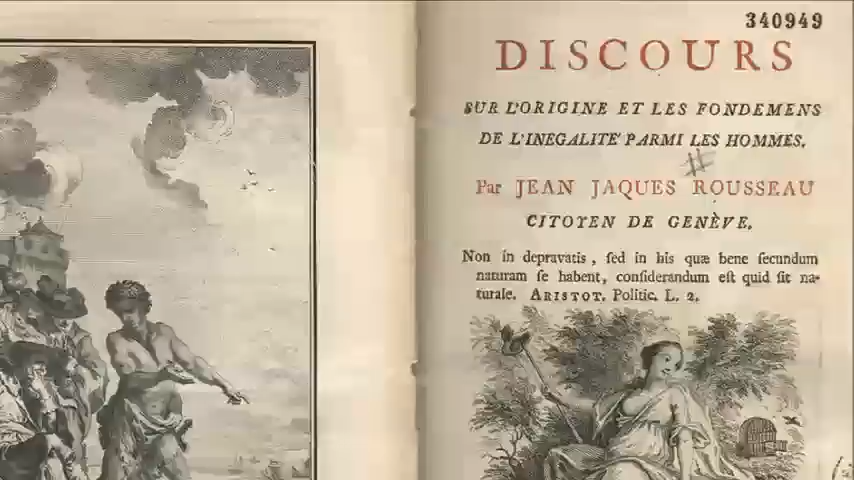 340949
DISCOURS
SUR L'ORIGINE ET LES FONDEMENS
DE L'INEGALITE PARMI LES HOMMES.
Par JEAN JAQUES ROUSSEAU
CITOYEN DE GENÈVE.
Non in depravatis, ſed in his quæ bene ſecundum
naturam ſe habent, conſiderandum eſt quid ſit na-
turale. ARISTOT. Politic. L. 2.